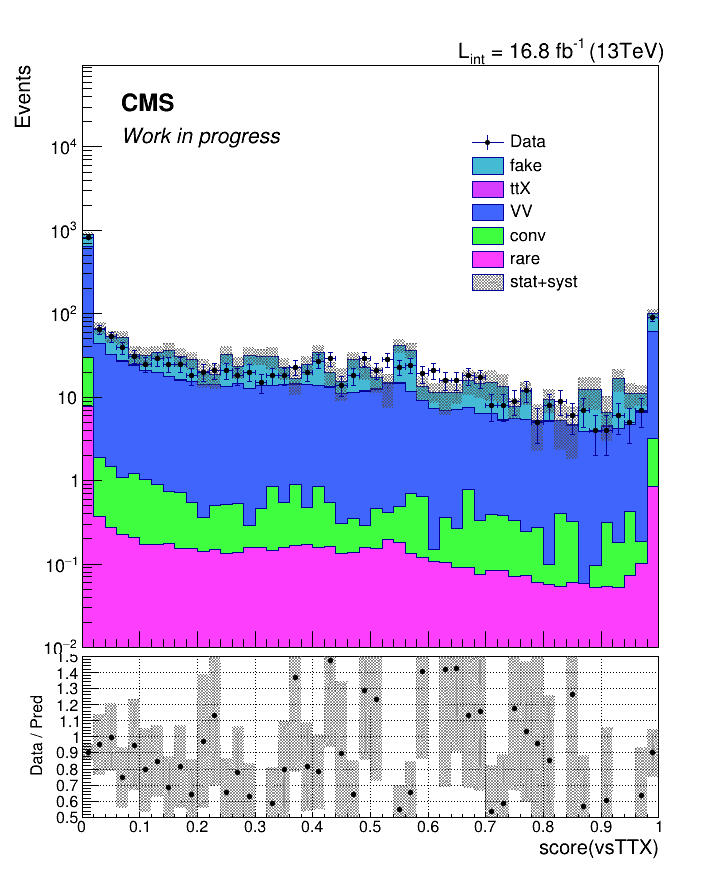 L_int = 16.8 fb^-1 (13TeV)
Events
CMS
Work in progress
Data
fake
ttX
VV
conv
rare
stat+syst
10^4
10^3
10^2
10
1
10^−1
10^−2
Data / Pred
1.5
1.4
1.3
1.2
1.1
1
0.9
0.8
0.7
0.6
0.5
0 0.1 0.2 0.3 0.4 0.5 0.6 0.7 0.8 0.9 1
score(vsTTX)